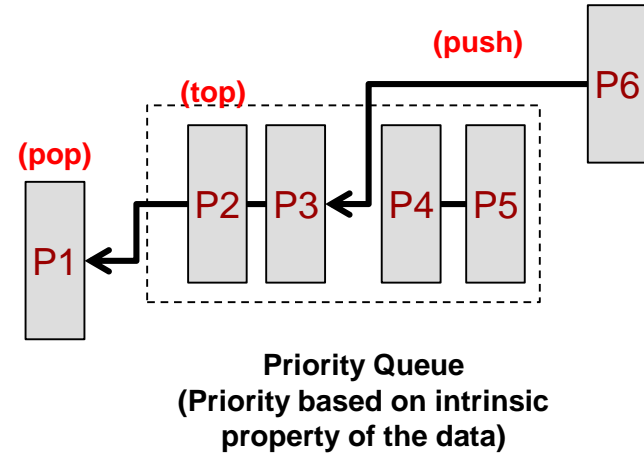 (push)
P6
(top)
(pop)
P1
P2
P3
P4
P5
Priority Queue
(Priority based on intrinsic
property of the data)